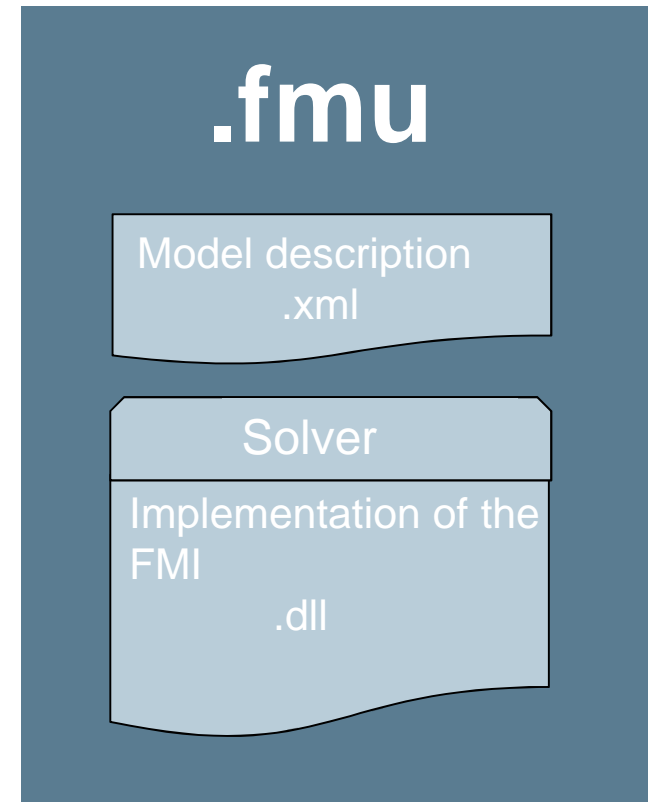 .fmu
Model description
.xml
Solver
Implementation of the
FMI
.dll